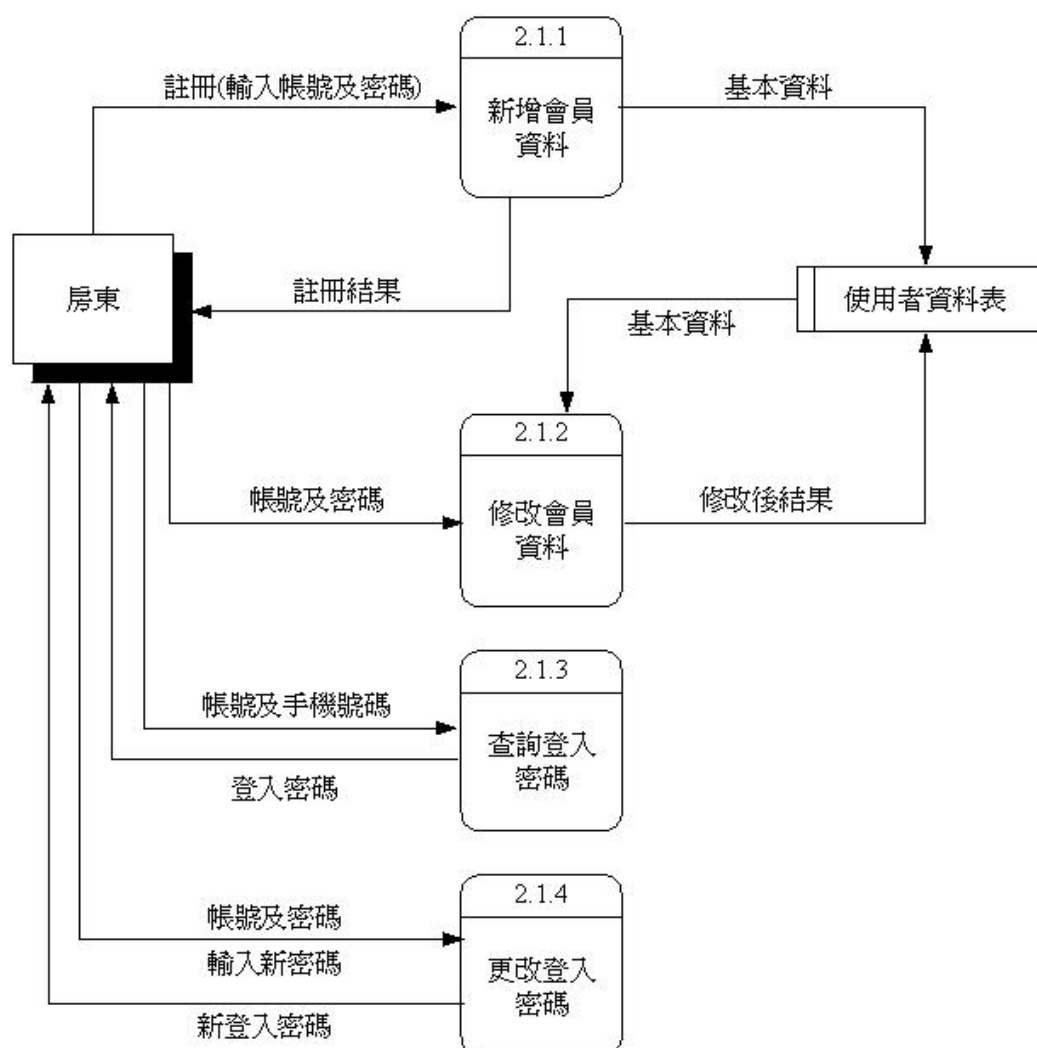 2.1.1
註冊(輸入帳號及密碼)
新增會員
資料
基本資料
房東
註冊結果
使用者資料表
基本資料
2.1.2
帳號及密碼
修改會員
資料
修改後結果
2.1.3
帳號及手機號碼
查詢登入
密碼
登入密碼
2.1.4
帳號及密碼
輸入新密碼
更改登入
密碼
新登入密碼